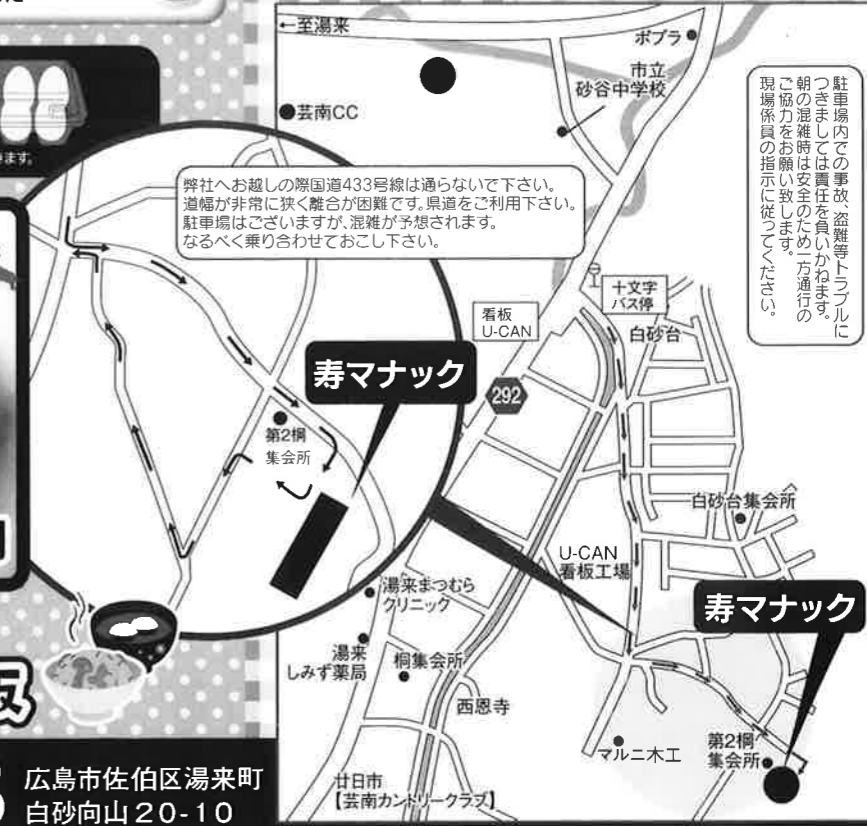 きます。
←至湯来
ポプラ
市立
砂谷中学校
芸南CC
弊社へお越しの際国道433号線は通らないで下さい。
道幅が非常に狭く離合が困難です。県道をご利用下さい。
駐車場はございますが、混雑が予想されます。
なるべく乗り合わせておこし下さい。
駐車場内での事故、盗難等トラブルに
つきましては責任を負いかねます。
朝の混雑時は安全のため一方通行の
ご協力をお願い致します。
現場係員の指示に従ってください。
十文字
バス停
看板
U-CAN
白砂台
寿マナック
292
第2桐
集会所
白砂台集会所
U-CAN
看板工場
寿マナック
湯来まつむら
クリニック
湯来
しみず薬局
桐集会所
西恩寺
マルニ木工
第2桐
集会所
廿日市
【芸南カントリークラブ】
広島市佐伯区湯来町
白砂向山20-10